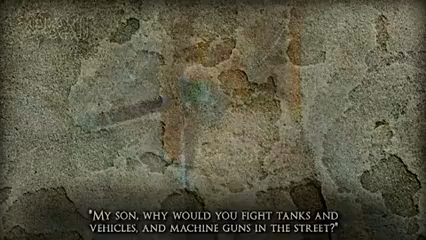 "My son, why would you fight tanks and
vehicles, and machine guns in the street?"